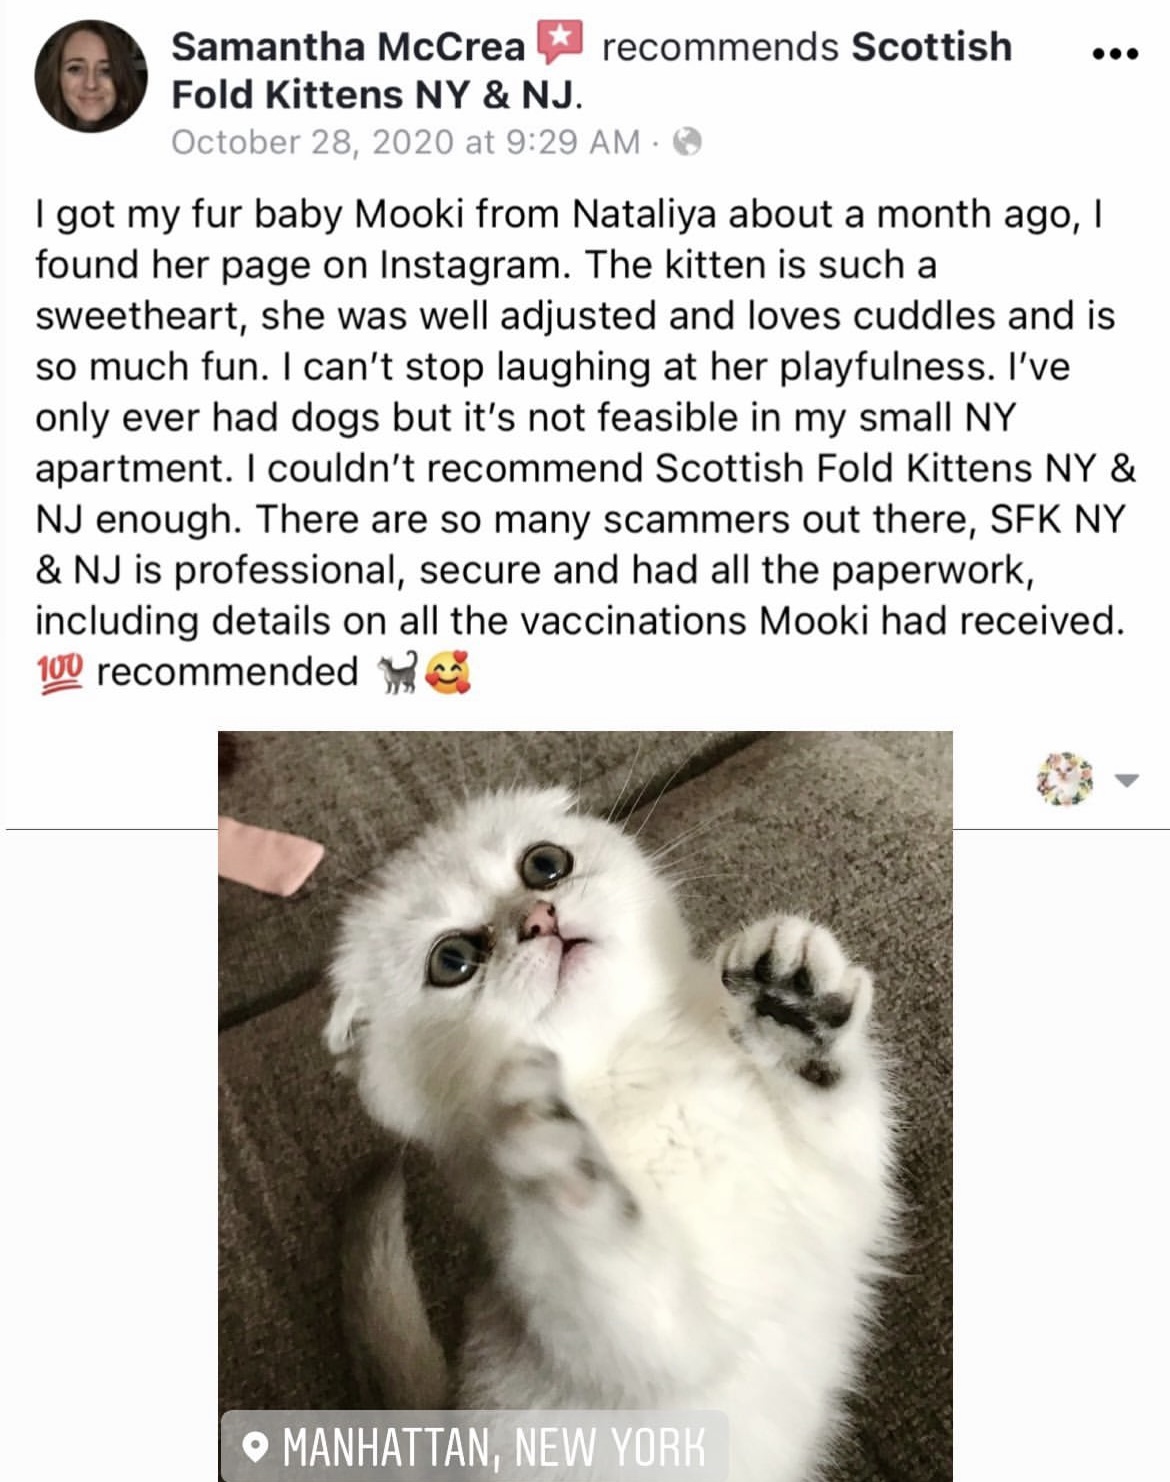 Samantha McCrea recommends Scottish
Fold Kittens NY & NJ.
October 28, 2020 at 9:29 AM ·
I got my fur baby Mooki from Nataliya about a month ago, I
found her page on Instagram. The kitten is such a
sweetheart, she was well adjusted and loves cuddles and is
so much fun. I can't stop laughing at her playfulness. I've
only ever had dogs but it's not feasible in my small NY
apartment. I couldn't recommend Scottish Fold Kittens NY &
NJ enough. There are so many scammers out there, SFK NY
& NJ is professional, secure and had all the paperwork,
including details on all the vaccinations Mooki had received.
💯 recommended 🐈🥰
MANHATTAN, NEW YORK